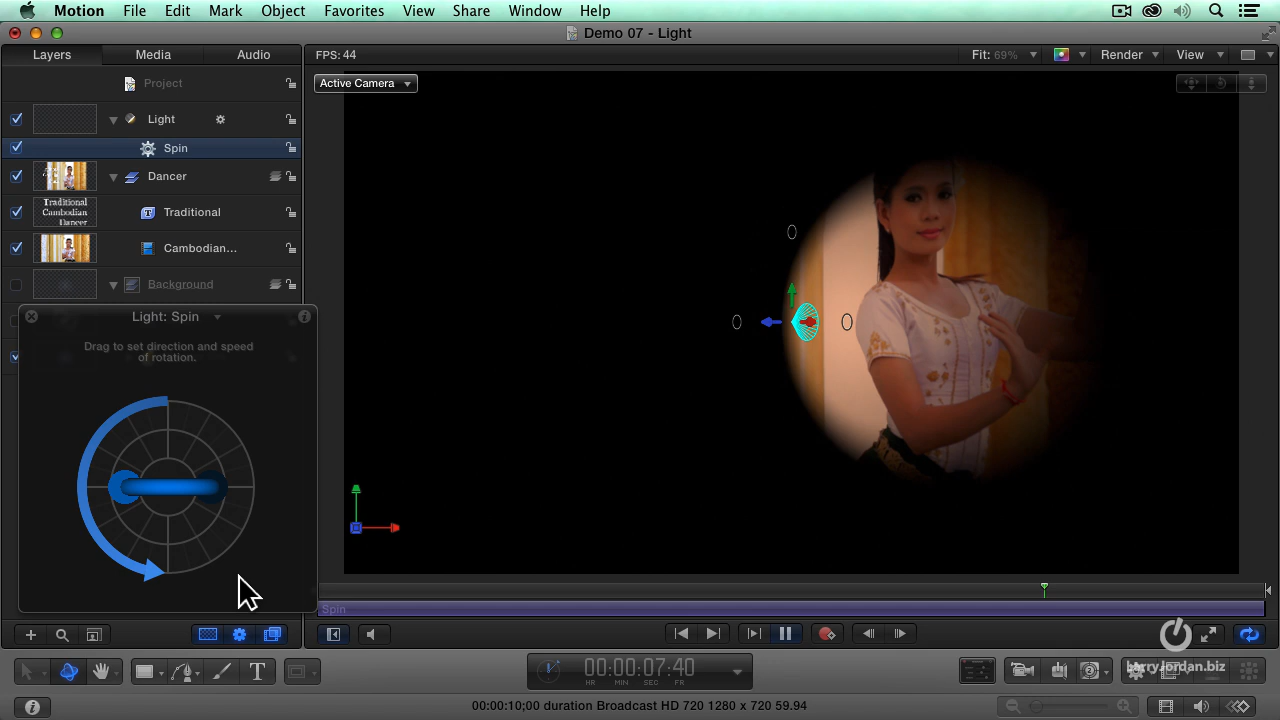 Motion File Edit Mark Object Favorites View Share Window Help
Demo 07 - Light
Layers Media Audio
FPS: 44
Fit: 69% Render View
Project
Active Camera
Light
Spin
Dancer
Traditional
Cambodian
Dancer
Traditional
Cambodian...
Background
Light: Spin
Drag to set direction and speed
of rotation.
Spin
00:00:07:40
HR MIN SEC FR
larryjordan.biz
00:00:10;00 duration Broadcast HD 720 1280 x 720 59.94